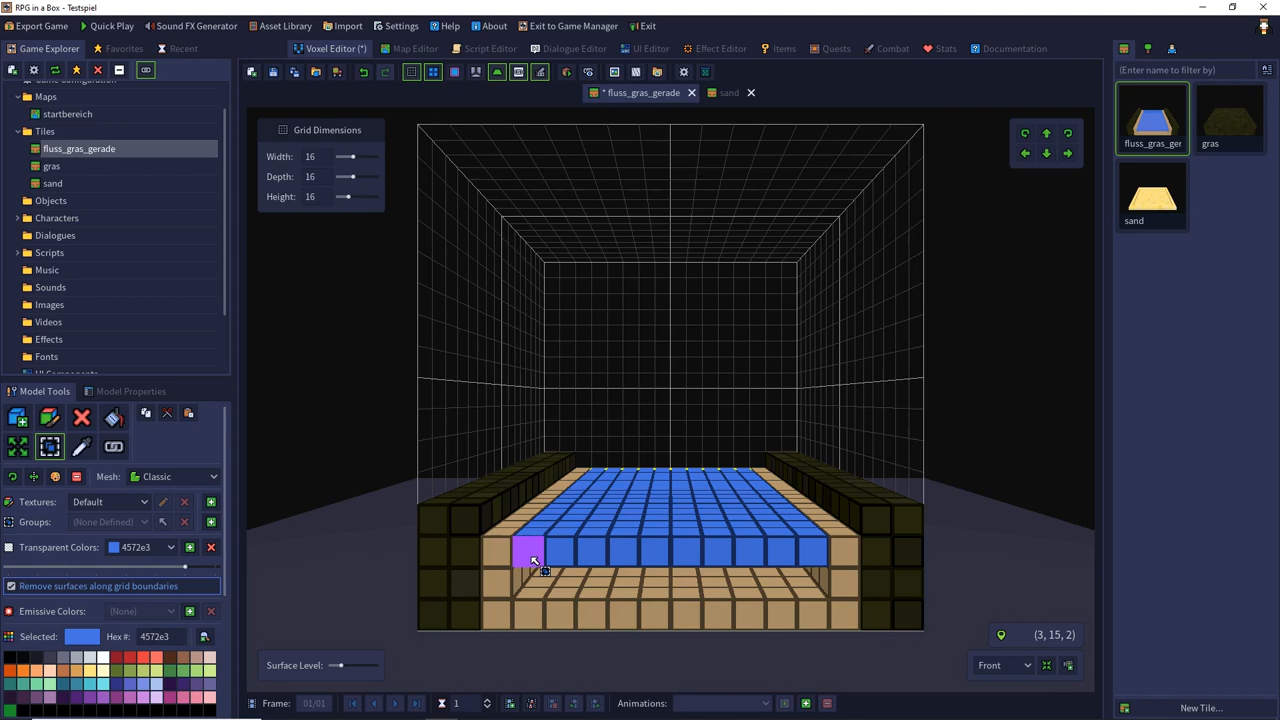 RPG in a Box - Testspiel
Export Game Quick Play Sound FX Generator Asset Library Import Settings Help About Exit to Game Manager Exit
Game Explorer Favorites Recent
Voxel Editor (*) Map Editor Script Editor Dialogue Editor UI Editor Effect Editor Items Quests Combat Stats Documentation
(Enter name to filter by)
* fluss_gras_gerade sand
Maps
startbereich
Tiles
fluss_gras_gerade
gras
sand
Objects
Characters
Dialogues
Scripts
Music
Sounds
Images
Videos
Effects
Fonts
Grid Dimensions
Width: 16
Depth: 16
Height: 16
fluss_gras_ger gras
sand
Model Tools Model Properties
Mesh: Classic
Textures: Default
Groups: (None Defined)
Transparent Colors: 4572e3
Remove surfaces along grid boundaries
Emissive Colors: (None)
Selected: Hex #: 4572e3
Surface Level:
(3, 15, 2)
Front
Frame: 01/01 1 Animations:
New Tile...